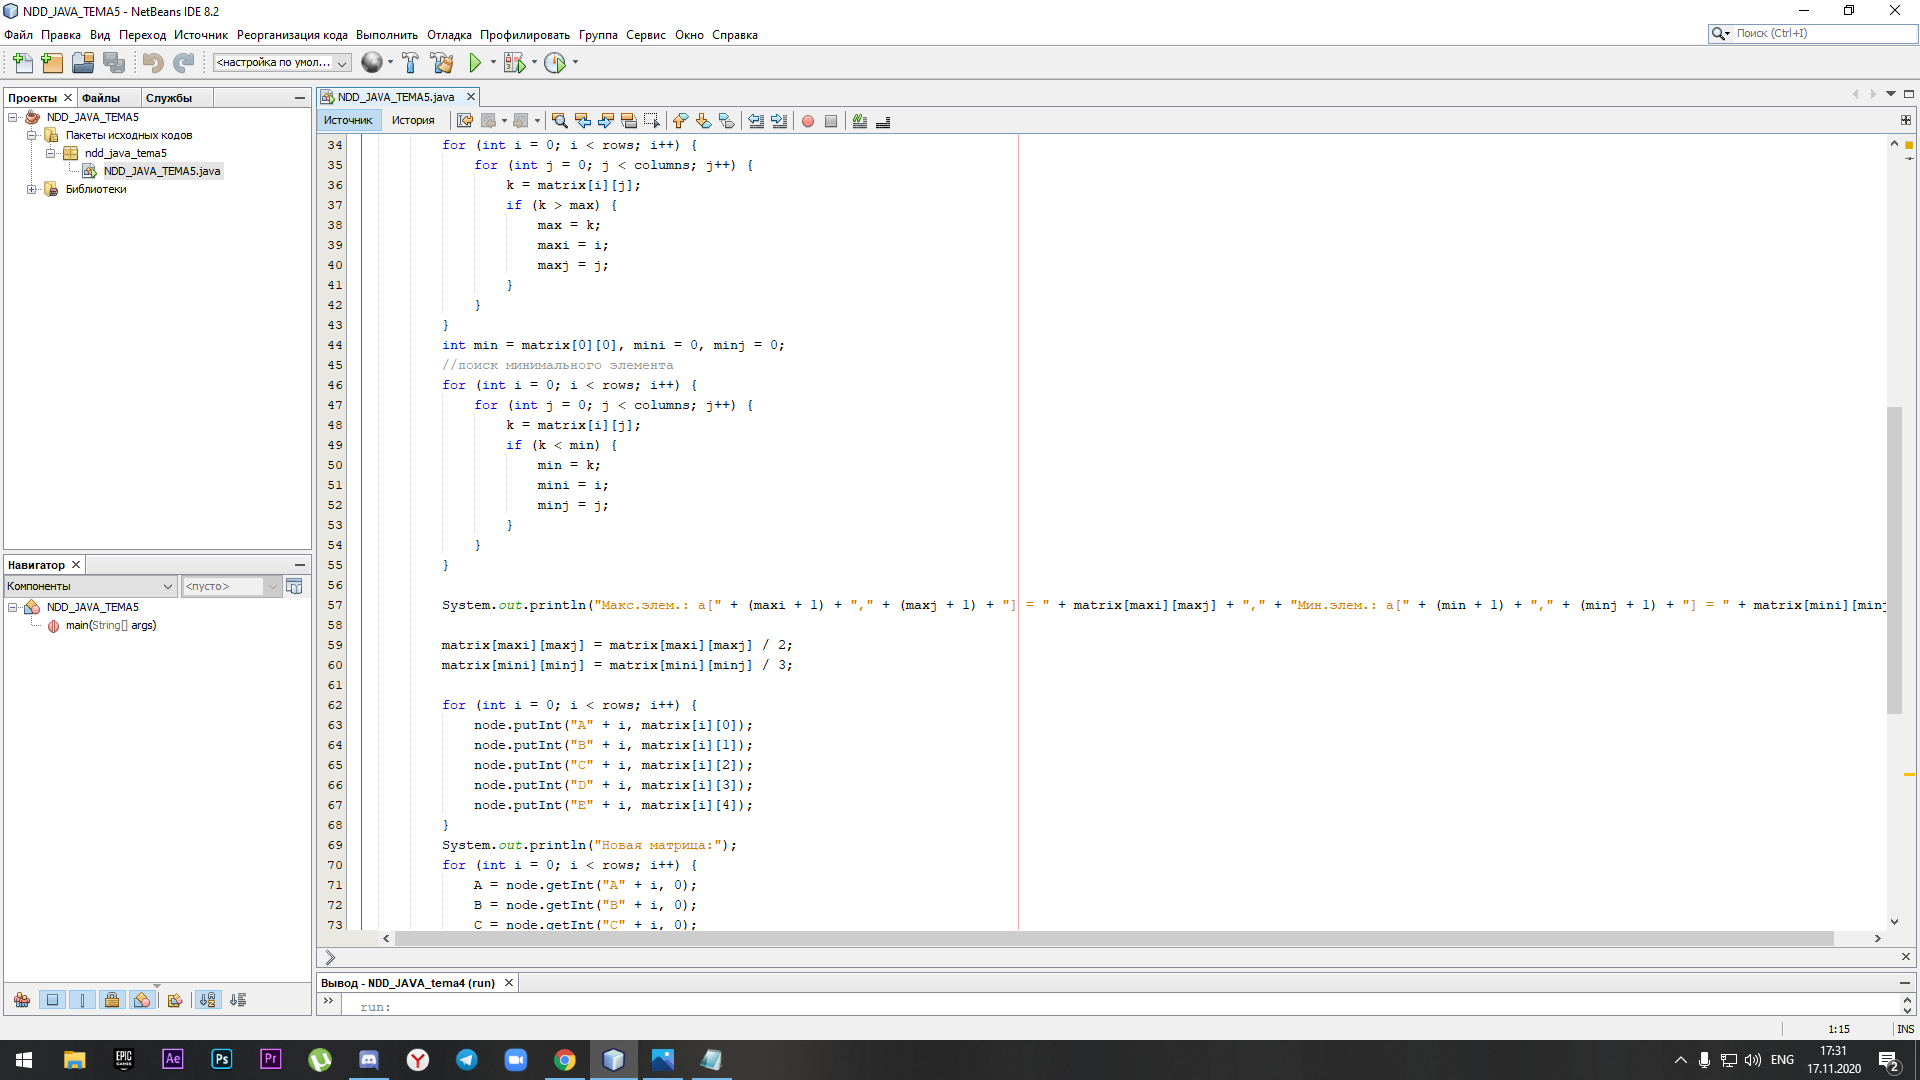 NDD_JAVA_TEMA5 - NetBeans IDE 8.2
Файл Правка Вид Переход Источник Реорганизация кода Выполнить Отладка Профилировать Группа Сервис Окно Справка
Поиск (Ctrl+I)
<настройка по умол...
Проекты Файлы Службы
NDD_JAVA_TEMA5
Пакеты исходных кодов
ndd_java_tema5
NDD_JAVA_TEMA5.java
Библиотеки
Навигатор
Компоненты <пусто>
NDD_JAVA_TEMA5
main(String[] args)
NDD_JAVA_TEMA5.java
Источник История
34 for (int i = 0; i < rows; i++) {
35 for (int j = 0; j < columns; j++) {
36 k = matrix[i][j];
37 if (k > max) {
38 max = k;
39 maxi = i;
40 maxj = j;
41 }
42 }
43 }
44 int min = matrix[0][0], mini = 0, minj = 0;
45 //поиск минимального элемента
46 for (int i = 0; i < rows; i++) {
47 for (int j = 0; j < columns; j++) {
48 k = matrix[i][j];
49 if (k < min) {
50 min = k;
51 mini = i;
52 minj = j;
53 }
54 }
55 }
56
57 System.out.println("Макс.элем.: a[" + (maxi + 1) + "," + (maxj + 1) + "] = " + matrix[maxi][maxj] + "," + "Мин.элем.: a[" + (min + 1) + "," + (minj + 1) + "] = " + matrix[mini][minj
58
59 matrix[maxi][maxj] = matrix[maxi][maxj] / 2;
60 matrix[mini][minj] = matrix[mini][minj] / 3;
61
62 for (int i = 0; i < rows; i++) {
63 node.putInt("A" + i, matrix[i][0]);
64 node.putInt("B" + i, matrix[i][1]);
65 node.putInt("C" + i, matrix[i][2]);
66 node.putInt("D" + i, matrix[i][3]);
67 node.putInt("E" + i, matrix[i][4]);
68 }
69 System.out.println("Новая матрица:");
70 for (int i = 0; i < rows; i++) {
71 A = node.getInt("A" + i, 0);
72 B = node.getInt("B" + i, 0);
73 C = node.getInt("C" + i, 0);
Вывод - NDD_JAVA_tema4 (run)
run:
1:15 INS
EPIC GAMES Ae Ps Pr
ENG
17:31
17.11.2020
2